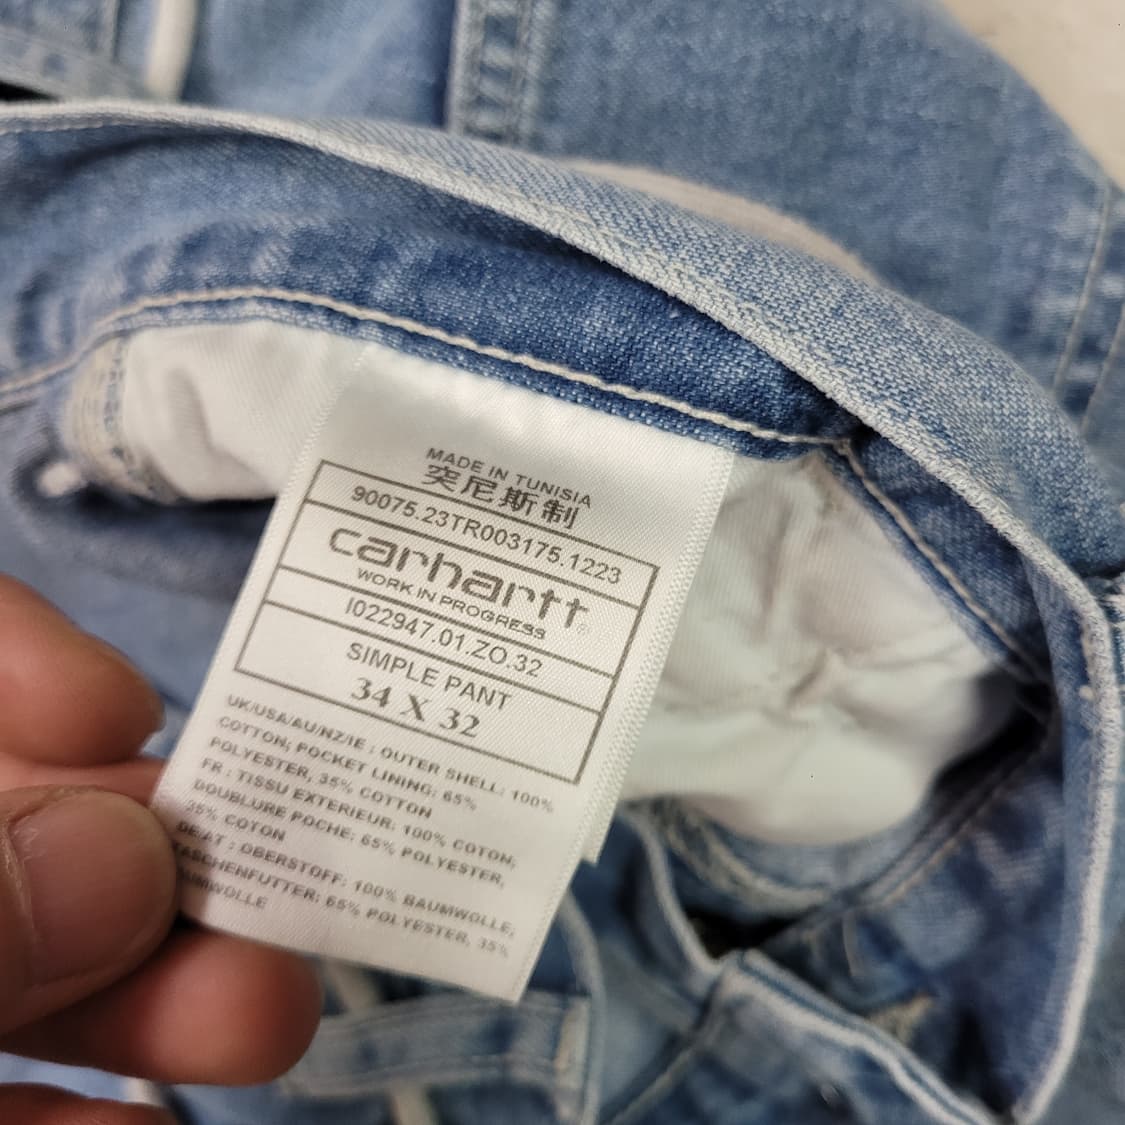 MADE IN TUNISIA
突尼斯制
90075.23TR003175.1223
carhartt®
WORK IN PROGRESS
I022947.01.ZO.32
SIMPLE PANT
34 X 32
UK/USA/AU/NZ/IE : OUTER SHELL: 100%
COTTON; POCKET LINING: 65%
POLYESTER, 35% COTTON
FR : TISSU EXTERIEUR: 100% COTON;
DOUBLURE POCHE: 65% POLYESTER,
35% COTON
DE/AT : OBERSTOFF: 100% BAUMWOLLE;
TASCHENFUTTER: 65% POLYESTER, 35%
UMWOLLE